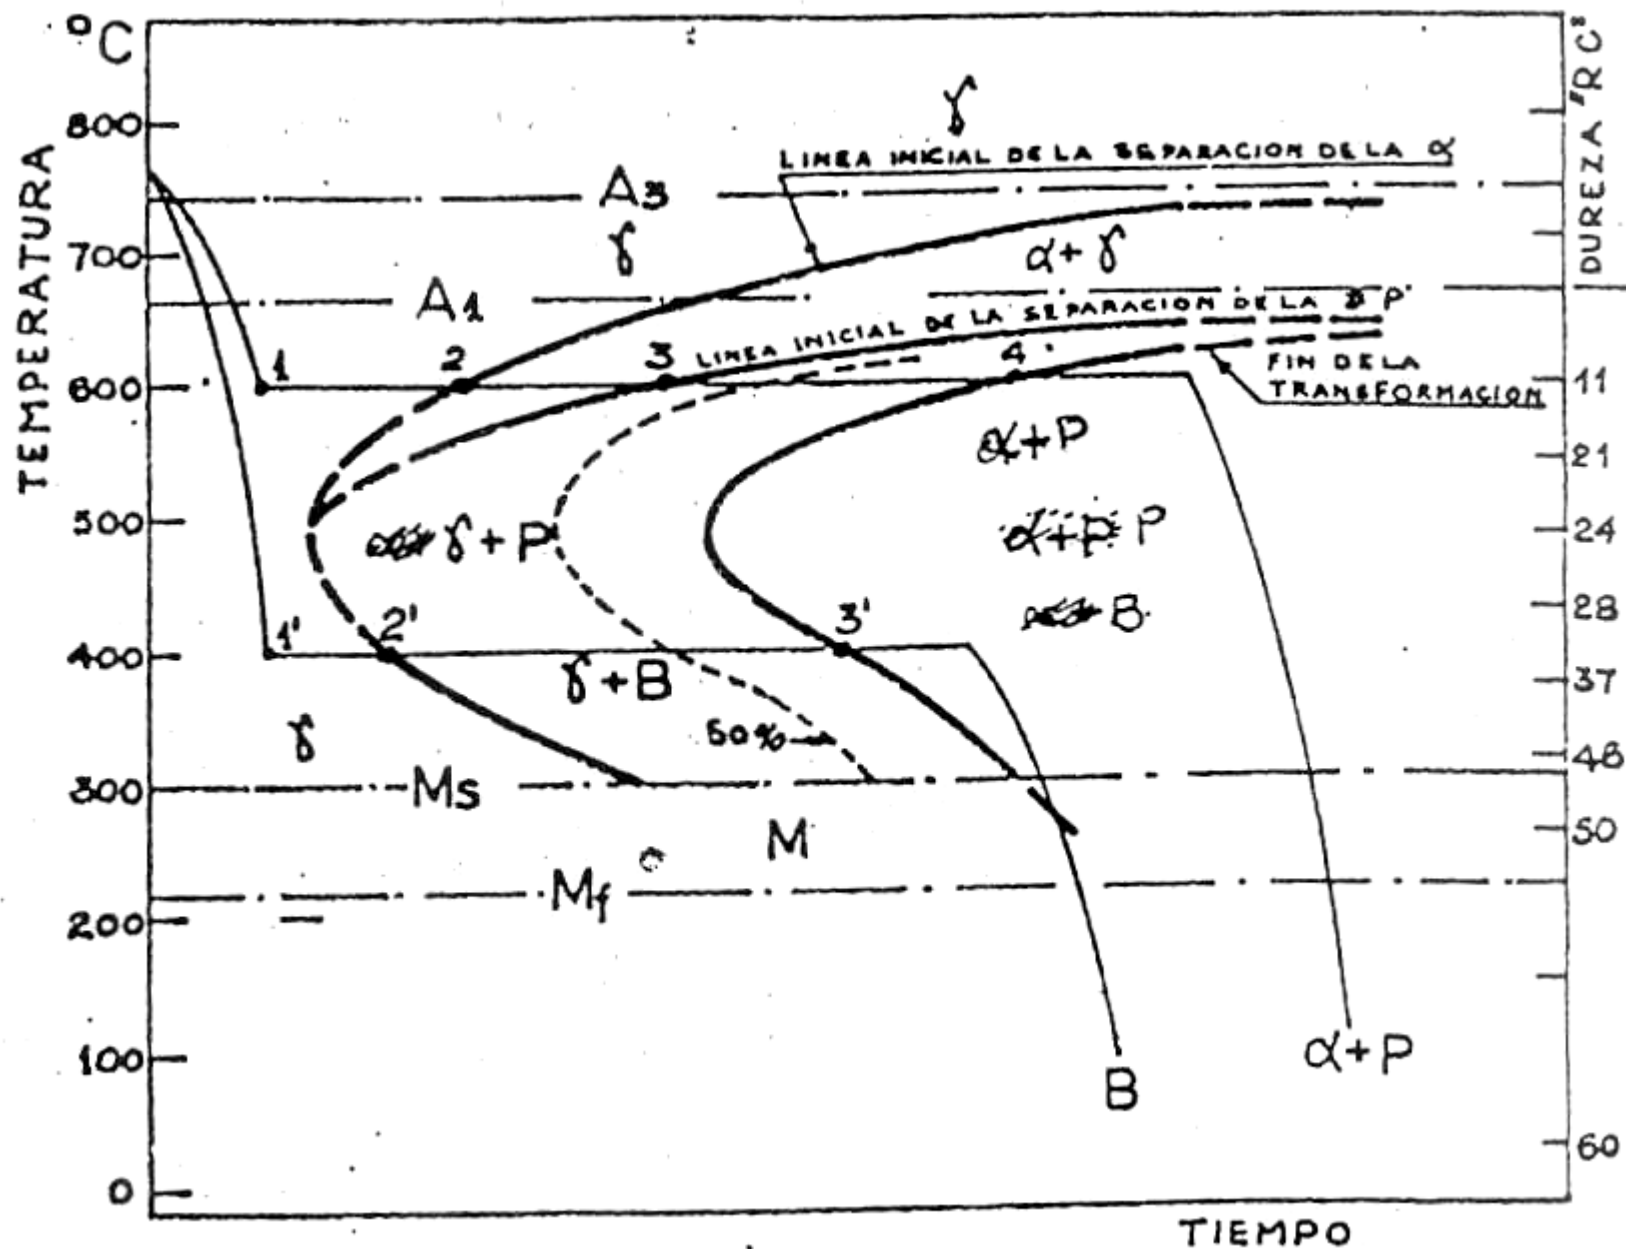 °C
DUREZA "RC"
800
γ
LINEA INICIAL DE LA SEPARACION DE LA α
A3
TEMPERATURA
700
γ
α+γ
A1
LINEA INICIAL DE LA SEPARACION DE LA P
1
2
3
4
600
FIN DE LA
TRANSFORMACION
11
α+P
21
500
γ+P
α+P P
24
B
28
1'
2'
3'
400
γ+B
37
γ
50%
48
300
Ms
M
50
Mf
200
100
α+P
B
60
0
TIEMPO